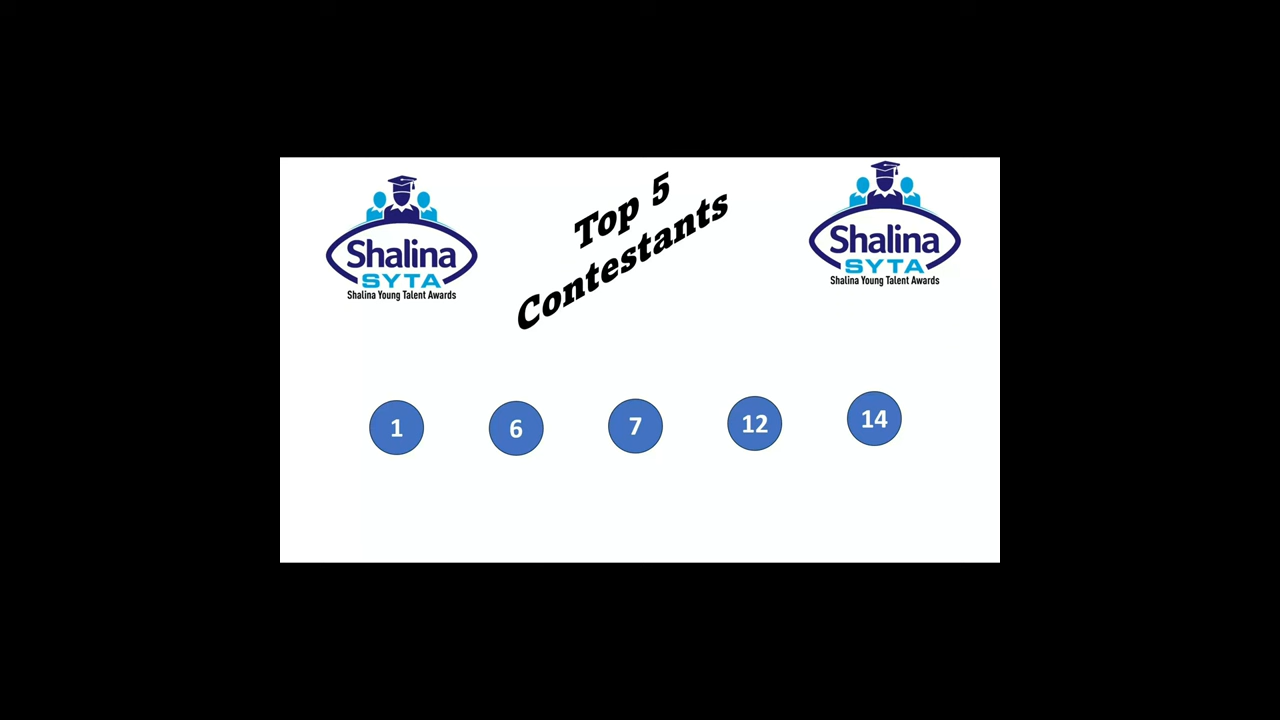 Shalina
SYTA
Shalina Young Talent Awards
Top 5
Contestants
Shalina
SYTA
Shalina Young Talent Awards
1
6
7
12
14